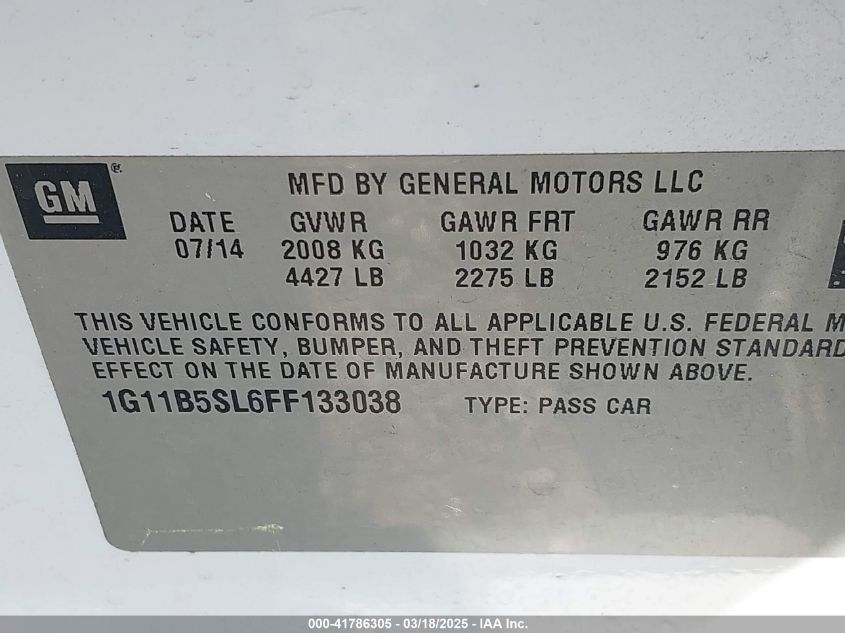 GM ®
MFD BY GENERAL MOTORS LLC
DATE GVWR GAWR FRT GAWR RR
07/14 2008 KG 1032 KG 976 KG
4427 LB 2275 LB 2152 LB
THIS VEHICLE CONFORMS TO ALL APPLICABLE U.S. FEDERAL M
VEHICLE SAFETY, BUMPER, AND THEFT PREVENTION STANDARD
EFFECT ON THE DATE OF MANUFACTURE SHOWN ABOVE.
1G11B5SL6FF133038 TYPE: PASS CAR
000-41786305 - 03/18/2025 - IAA Inc.